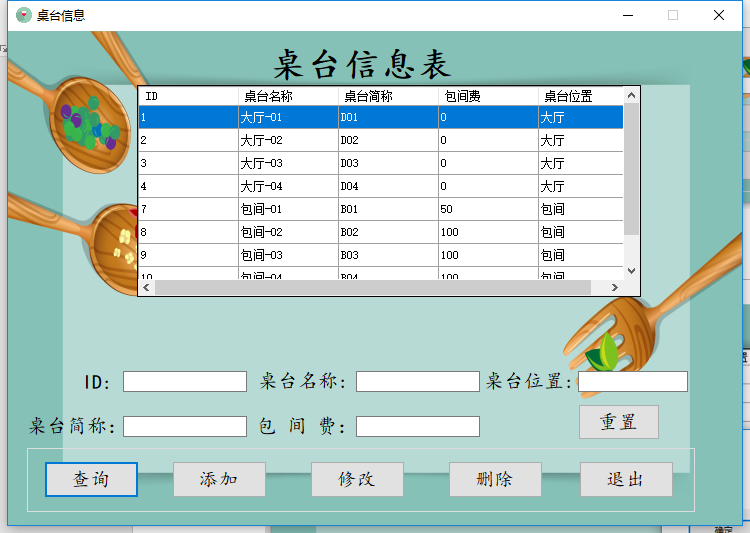 桌台信息
桌台信息表
ID 桌台名称 桌台简称 包间费 桌台位置
1 大厅-01 D01 0 大厅
2 大厅-02 D02 0 大厅
3 大厅-03 D03 0 大厅
4 大厅-04 D04 0 大厅
7 包间-01 B01 50 包间
8 包间-02 B02 100 包间
9 包间-03 B03 100 包间
10 包间-04 B04 100 包间
ID: 桌台名称: 桌台位置:
桌台简称: 包 间 费: 重置
查询 添加 修改 删除 退出
确定